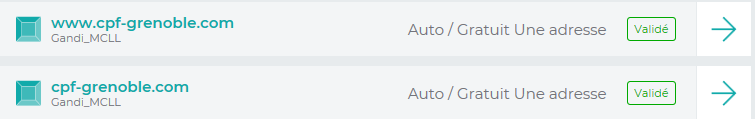 www.cpf-grenoble.com
Gandi_MCLL
Auto / Gratuit Une adresse
Validé
cpf-grenoble.com
Gandi_MCLL
Auto / Gratuit Une adresse
Validé